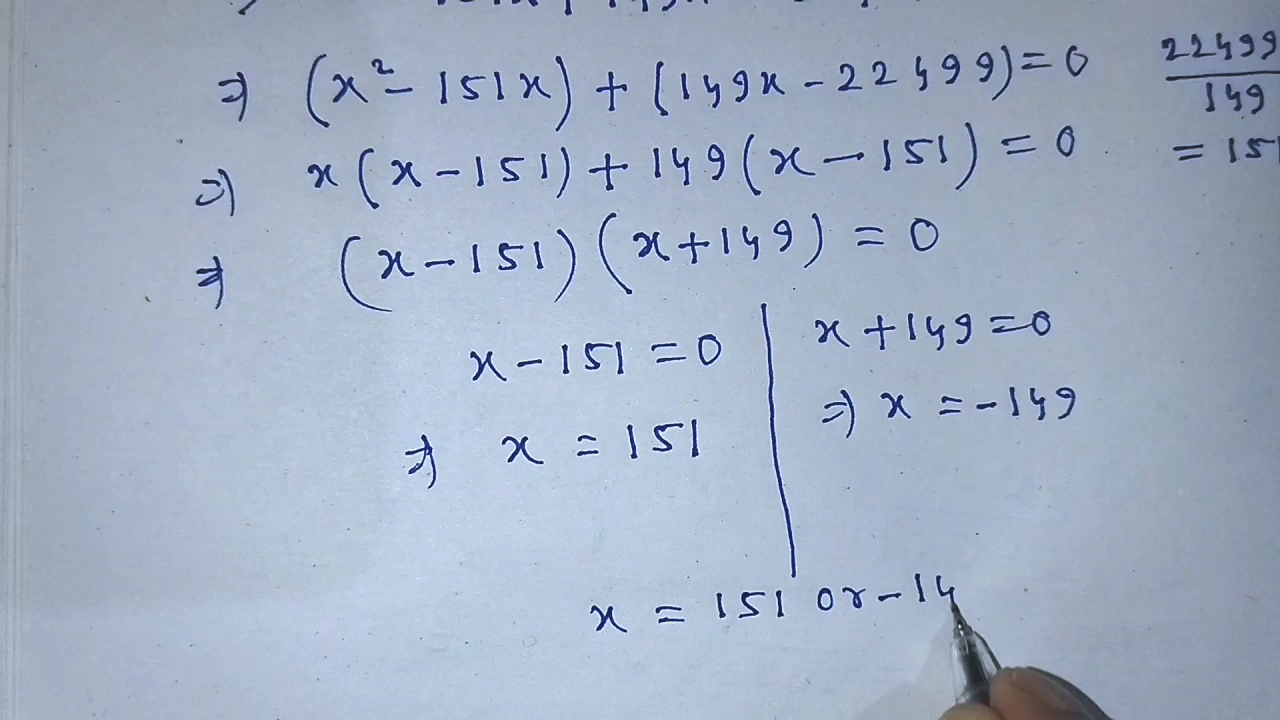 ⇒ (x² - 151x) + (149x - 22499) = 0
22499
149
= 151
⇒ x(x - 151) + 149(x - 151) = 0
⇒ (x - 151)(x + 149) = 0
x - 151 = 0
⇒ x = 151
x + 149 = 0
⇒ x = -149
x = 151 or -14